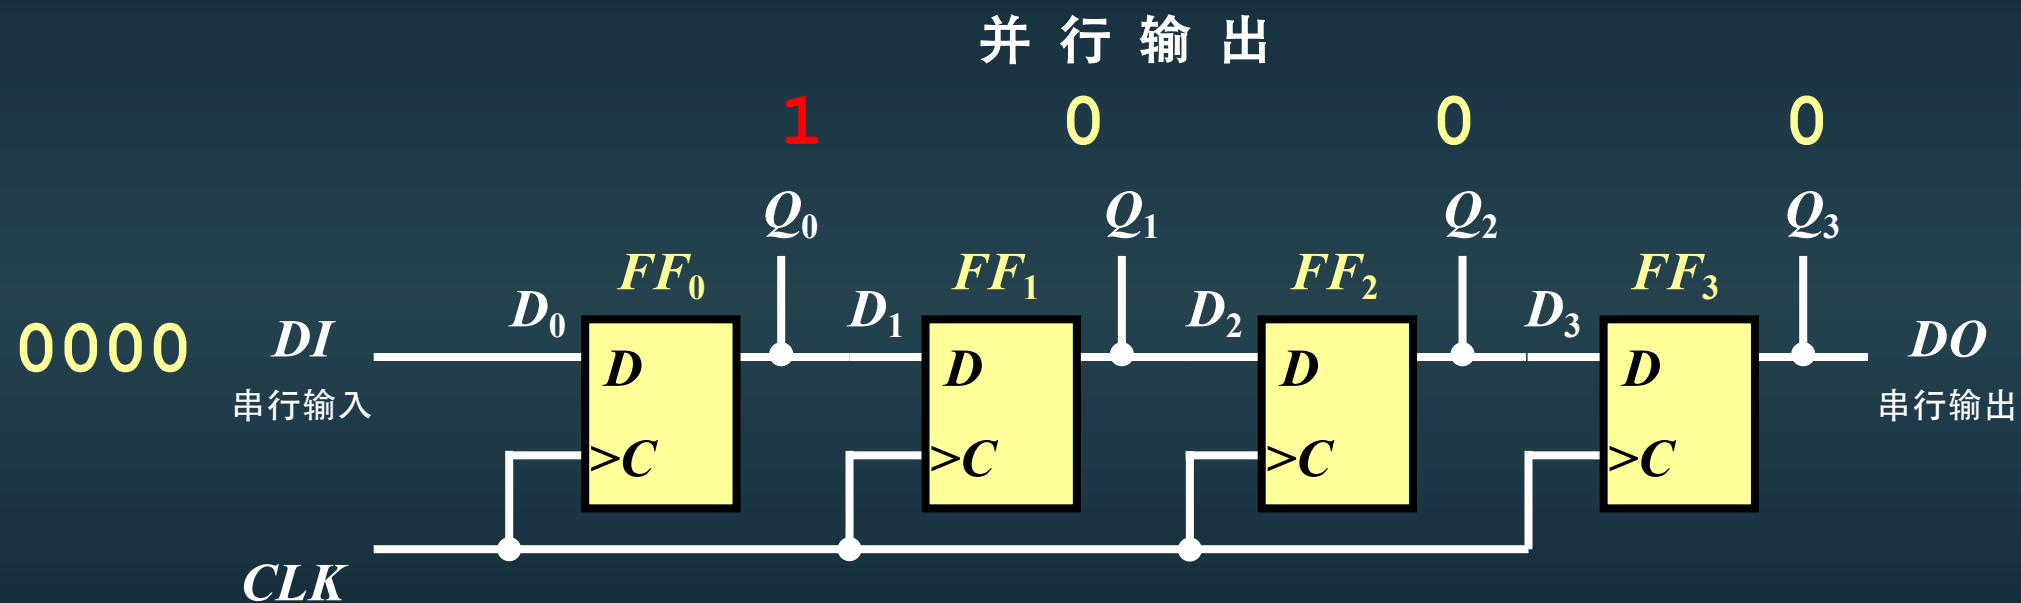 并行输出
1 0 0 0
Q0 Q1 Q2 Q3
FF0 FF1 FF2 FF3
D0 D1 D2 D3
0000 DI DO
D D D D
串行输入 串行输出
>C >C >C >C
CLK